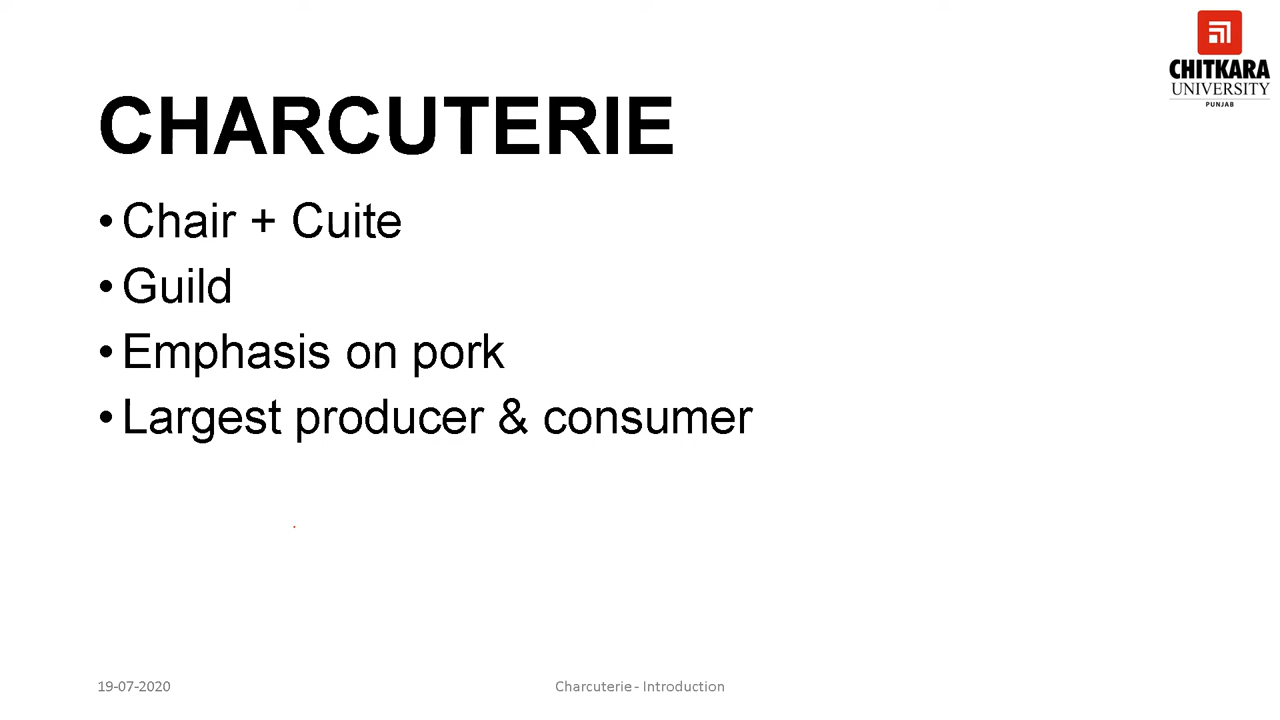 CHITKARA
UNIVERSITY
PUNJAB
CHARCUTERIE
• Chair + Cuite
• Guild
• Emphasis on pork
• Largest producer & consumer
19-07-2020
Charcuterie - Introduction